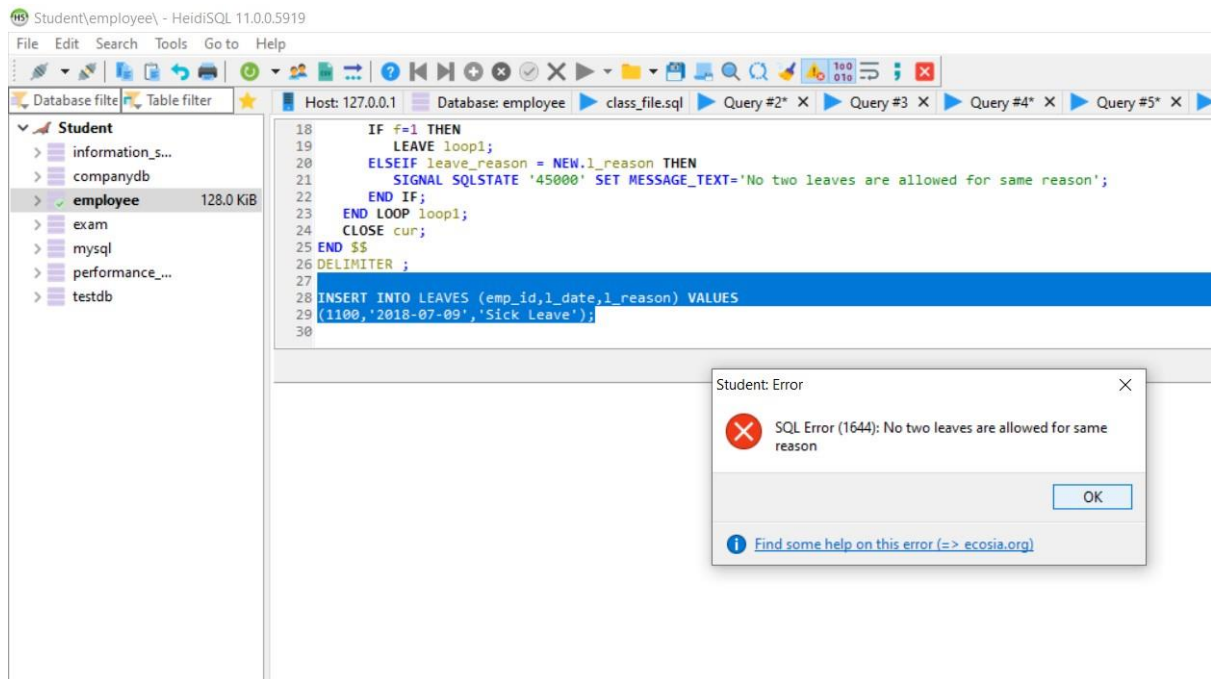 Student\employee\ - HeidiSQL 11.0.0.5919
File Edit Search Tools Go to Help
Database filte Table filter Host: 127.0.0.1 Database: employee class_file.sql Query #2* Query #3 Query #4* Query #5*
Student
information_s...
companydb
employee 128.0 KiB
exam
mysql
performance_...
testdb
18 IF f=1 THEN
19 LEAVE loop1;
20 ELSEIF leave_reason = NEW.l_reason THEN
21 SIGNAL SQLSTATE '45000' SET MESSAGE_TEXT='No two leaves are allowed for same reason';
22 END IF;
23 END LOOP loop1;
24 CLOSE cur;
25 END $$
26 DELIMITER ;
27
28 INSERT INTO LEAVES (emp_id,l_date,l_reason) VALUES
29 (1100,'2018-07-09','Sick Leave');
30
Student: Error
SQL Error (1644): No two leaves are allowed for same
reason
OK
Find some help on this error (=> ecosia.org)